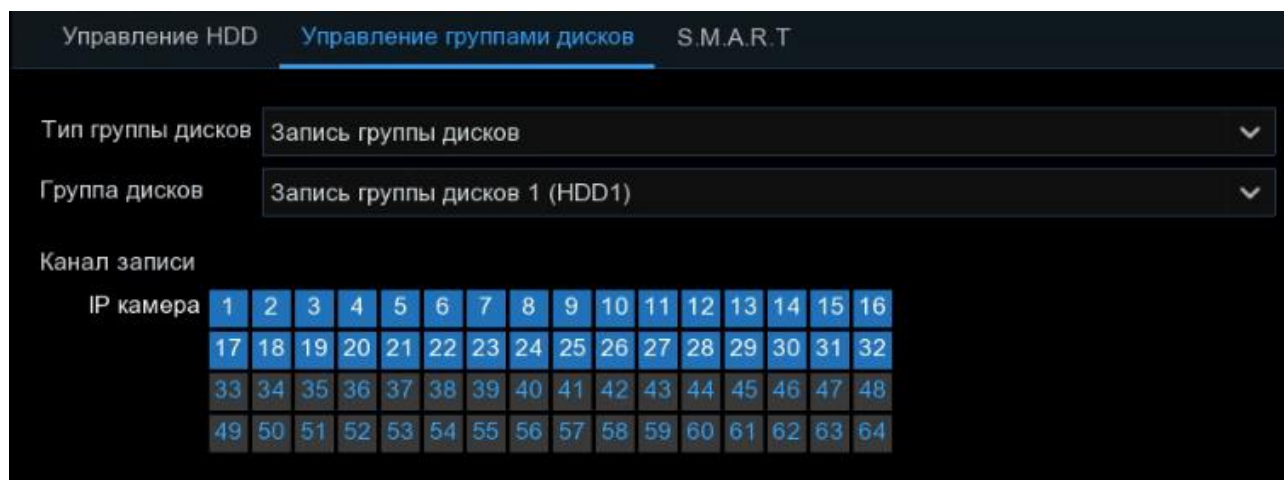 Управление HDD Управление группами дисков S.M.A.R.T
Тип группы дисков Запись группы дисков
Группа дисков Запись группы дисков 1 (HDD1)
Канал записи
IP камера 1 2 3 4 5 6 7 8 9 10 11 12 13 14 15 16
17 18 19 20 21 22 23 24 25 26 27 28 29 30 31 32
33 34 35 36 37 38 39 40 41 42 43 44 45 46 47 48
49 50 51 52 53 54 55 56 57 58 59 60 61 62 63 64